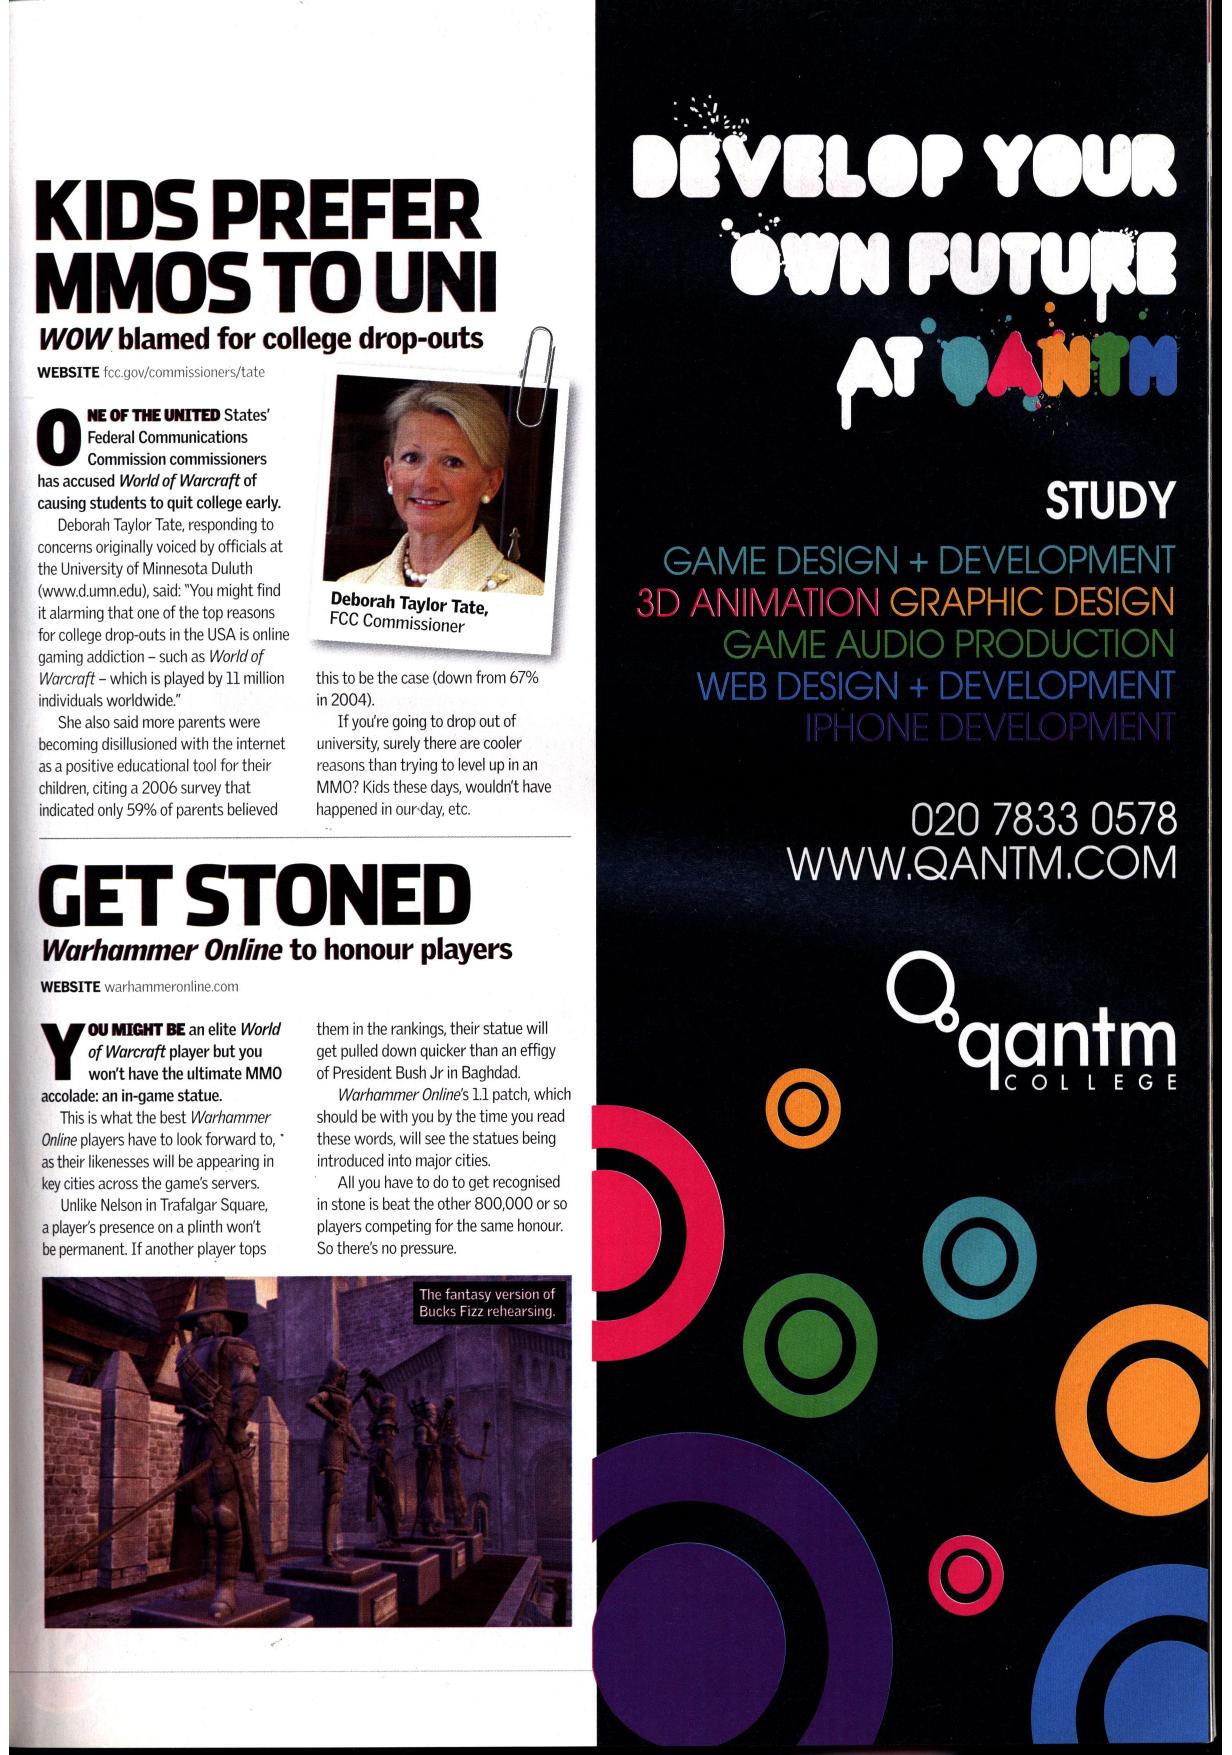 KIDS PREFER
MMOS TO UNI
WOW blamed for college drop-outs
WEBSITE fcc.gov/commissioners/tate
ONE OF THE UNITED States'
Federal Communications
Commission commissioners
has accused World of Warcraft of
causing students to quit college early.
Deborah Taylor Tate, responding to
concerns originally voiced by officials at
the University of Minnesota Duluth
(www.d.umn.edu), said: "You might find
it alarming that one of the top reasons
for college drop-outs in the USA is online
gaming addiction – such as World of
Warcraft – which is played by 11 million
individuals worldwide."
She also said more parents were
becoming disillusioned with the internet
as a positive educational tool for their
children, citing a 2006 survey that
indicated only 59% of parents believed
Deborah Taylor Tate,
FCC Commissioner
this to be the case (down from 67%
in 2004).
If you're going to drop out of
university, surely there are cooler
reasons than trying to level up in an
MMO? Kids these days, wouldn't have
happened in our day, etc.
GET STONED
Warhammer Online to honour players
WEBSITE warhammeronline.com
YOU MIGHT BE an elite World
of Warcraft player but you
won't have the ultimate MMO
accolade: an in-game statue.
This is what the best Warhammer
Online players have to look forward to,
as their likenesses will be appearing in
key cities across the game's servers.
Unlike Nelson in Trafalgar Square,
a player's presence on a plinth won't
be permanent. If another player tops
them in the rankings, their statue will
get pulled down quicker than an effigy
of President Bush Jr in Baghdad.
Warhammer Online's 1.1 patch, which
should be with you by the time you read
these words, will see the statues being
introduced into major cities.
All you have to do to get recognised
in stone is beat the other 800,000 or so
players competing for the same honour.
So there's no pressure.
The fantasy version of
Bucks Fizz rehearsing.
DEVELOP YOUR
OWN FUTURE
AT QANTM
STUDY
GAME DESIGN + DEVELOPMENT
3D ANIMATION GRAPHIC DESIGN
GAME AUDIO PRODUCTION
WEB DESIGN + DEVELOPMENT
IPHONE DEVELOPMENT
020 7833 0578
WWW.QANTM.COM
qantm
COLLEGE